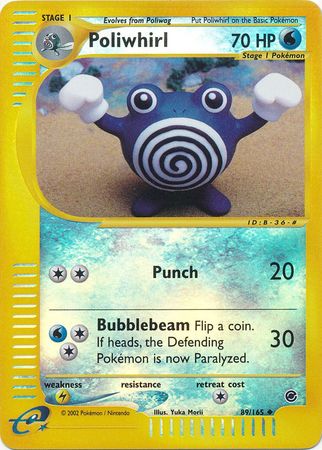 STAGE 1 Evolves from Poliwag Put Poliwhirl on the Basic Pokémon
Poliwhirl 70 HP
Stage 1 Pokémon
ID:B-36-#
Punch 20
Bubblebeam Flip a coin.
If heads, the Defending
Pokémon is now Paralyzed.
30
weakness resistance retreat cost
© 2002 Pokémon / Nintendo Illus. Yuka Morii 89/165
e